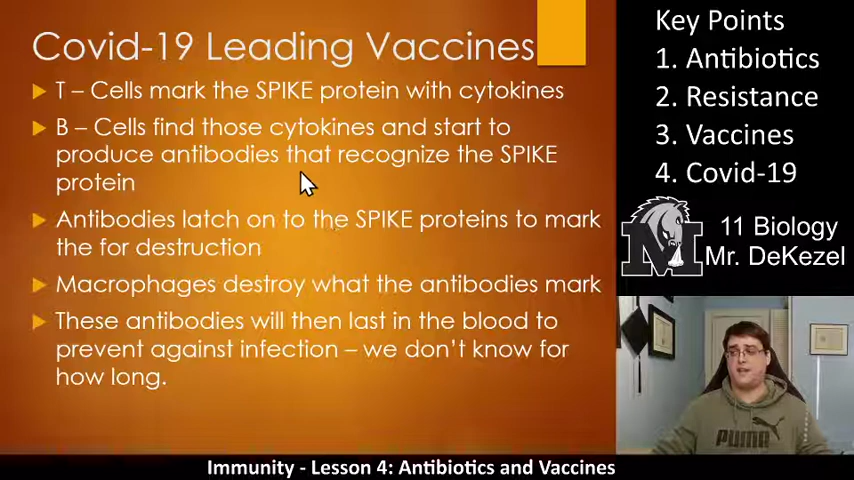 Covid-19 Leading Vaccines
T – Cells mark the SPIKE protein with cytokines
B – Cells find those cytokines and start to
produce antibodies that recognize the SPIKE
protein
Antibodies latch on to the SPIKE proteins to mark
the for destruction
Macrophages destroy what the antibodies mark
These antibodies will then last in the blood to
prevent against infection – we don't know for
how long.
Key Points
1. Antibiotics
2. Resistance
3. Vaccines
4. Covid-19
M
11 Biology
Mr. DeKezel
PUMA
Immunity - Lesson 4: Antibiotics and Vaccines